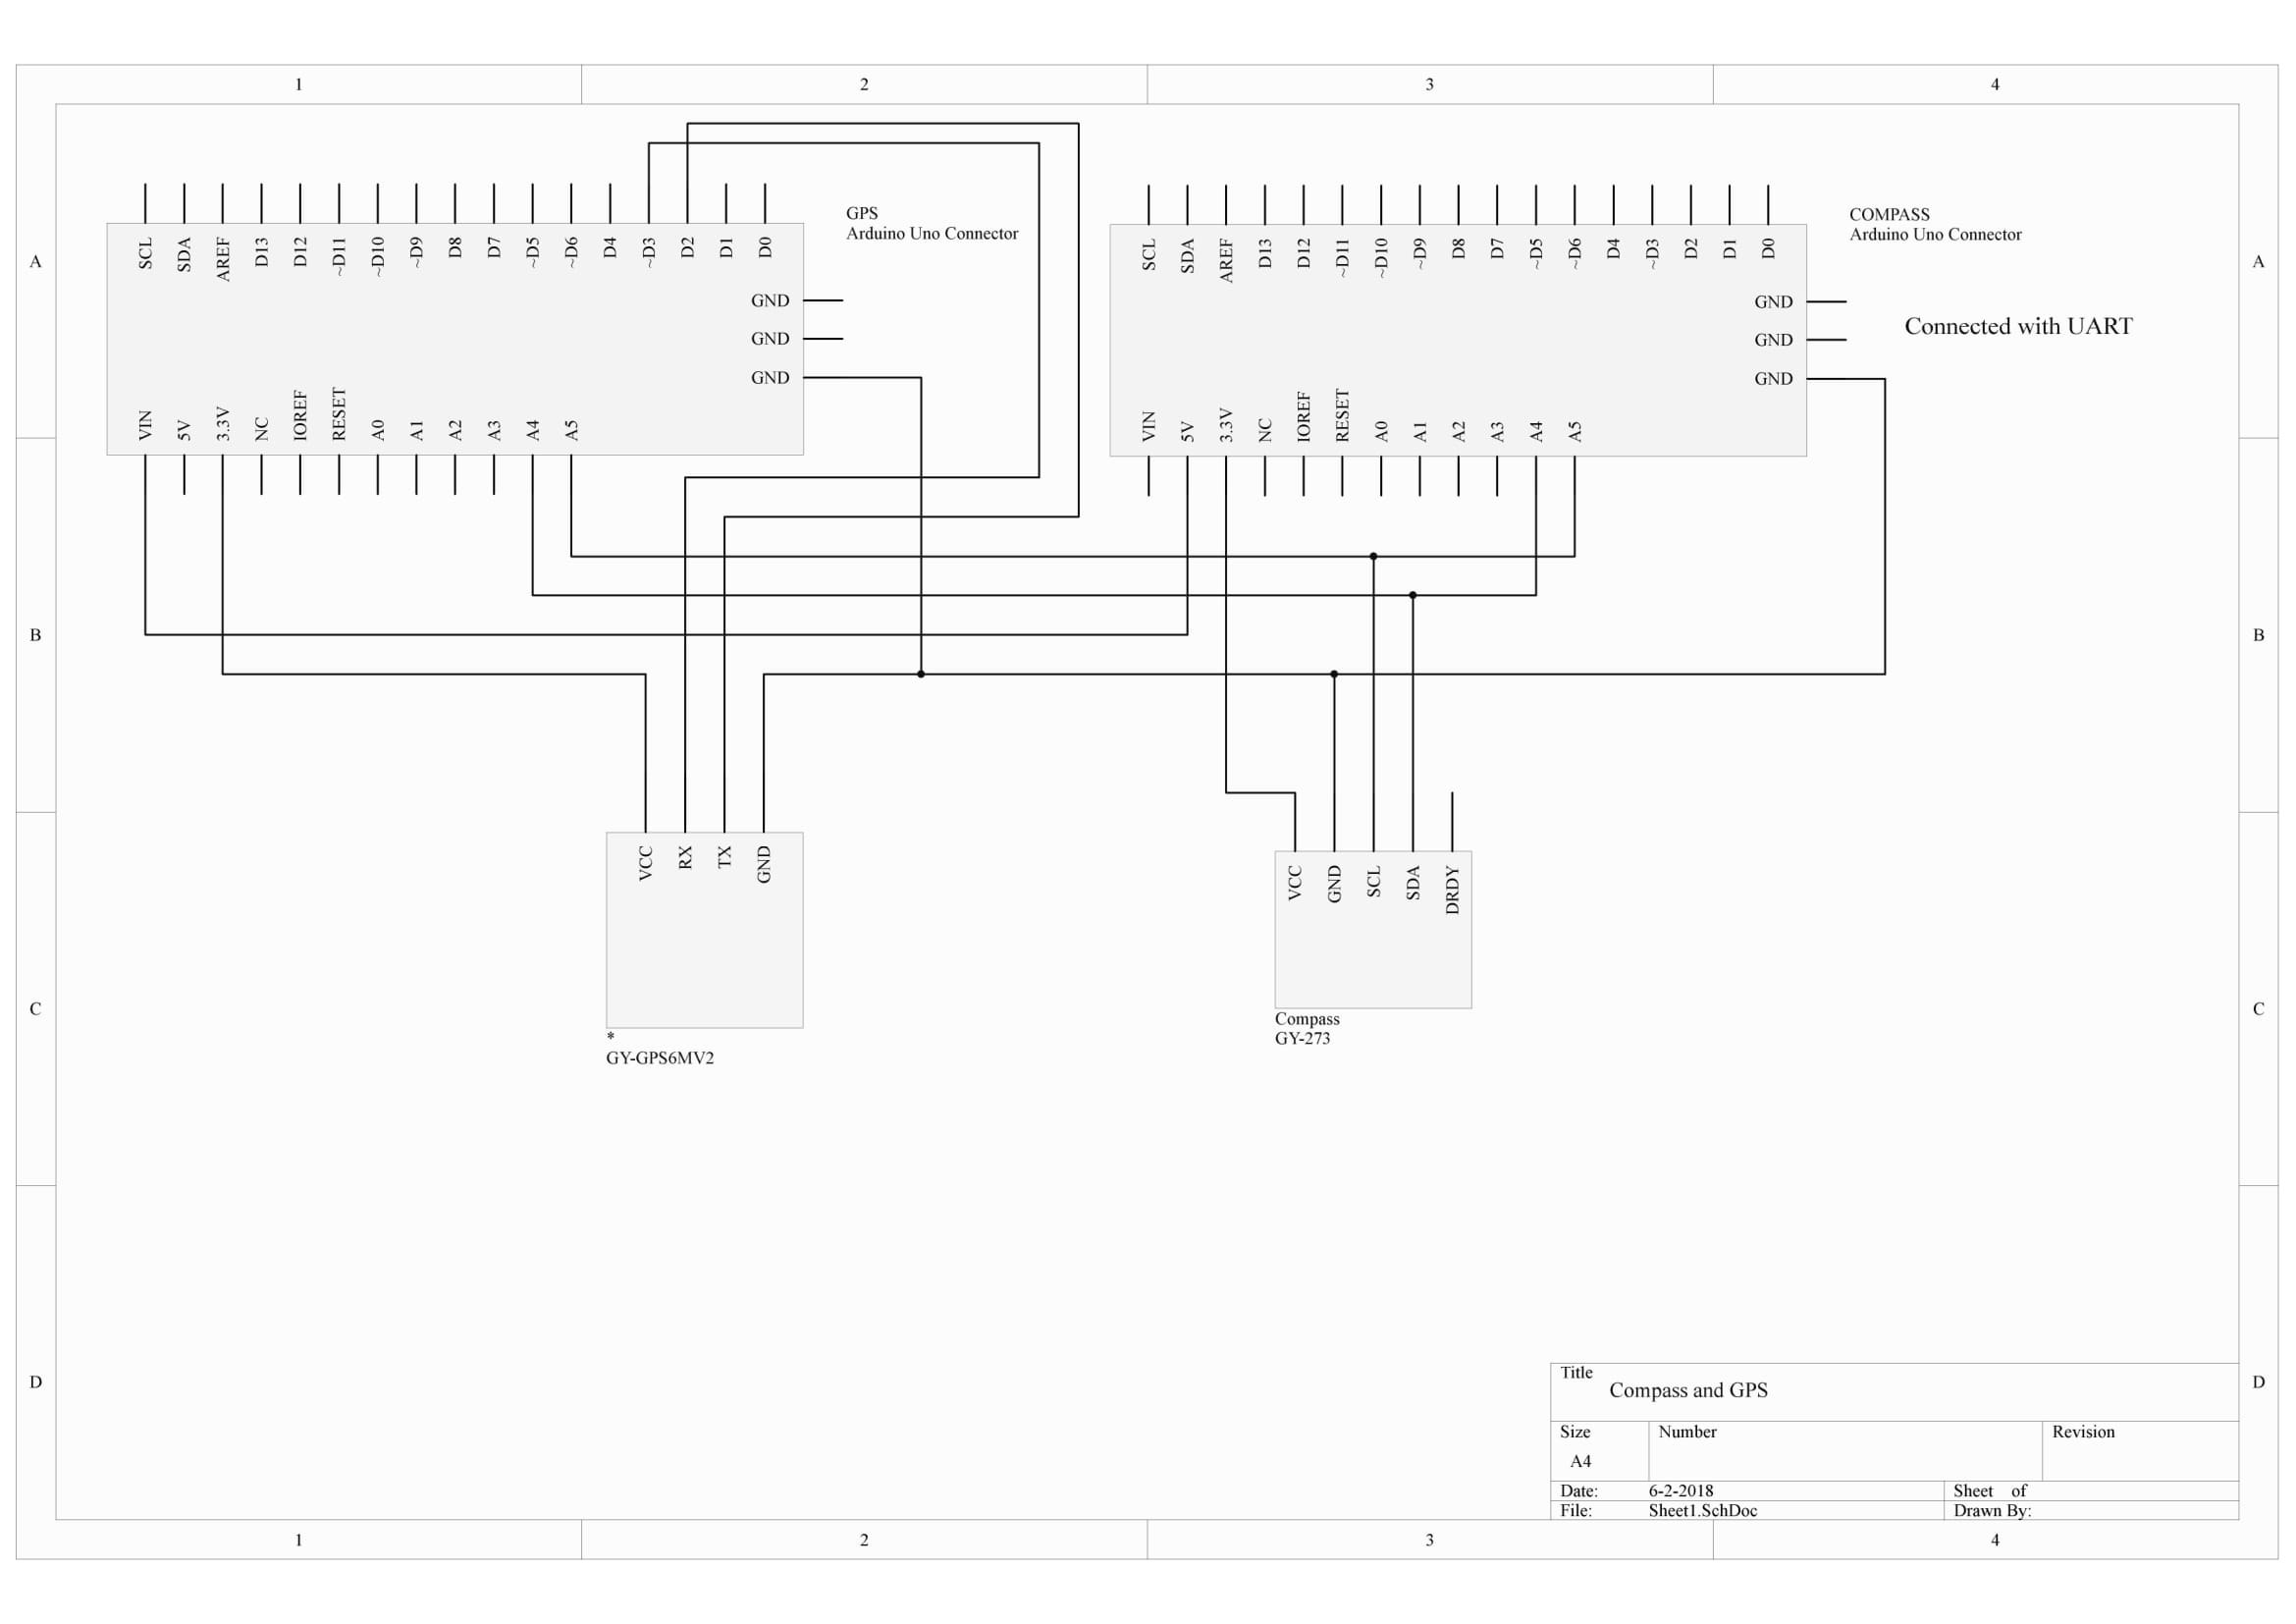 1 2 3 4
A A
B B
C C
D D
SCL SDA AREF D13 D12 ~D11 ~D10 ~D9 D8 D7 ~D5 ~D6 D4 ~D3 D2 D1 D0
GND
GND
GND
VIN 5V 3.3V NC IOREF RESET A0 A1 A2 A3 A4 A5
GPS
Arduino Uno Connector
SCL SDA AREF D13 D12 ~D11 ~D10 ~D9 D8 D7 ~D5 ~D6 D4 ~D3 D2 D1 D0
GND
GND
GND
VIN 5V 3.3V NC IOREF RESET A0 A1 A2 A3 A4 A5
COMPASS
Arduino Uno Connector
Connected with UART
VCC RX TX GND
*
GY-GPS6MV2
VCC GND SCL SDA DRDY
Compass
GY-273
Title
Compass and GPS
Size Number Revision
A4
Date: 6-2-2018 Sheet of
File: Sheet1.SchDoc Drawn By:
1 2 3 4